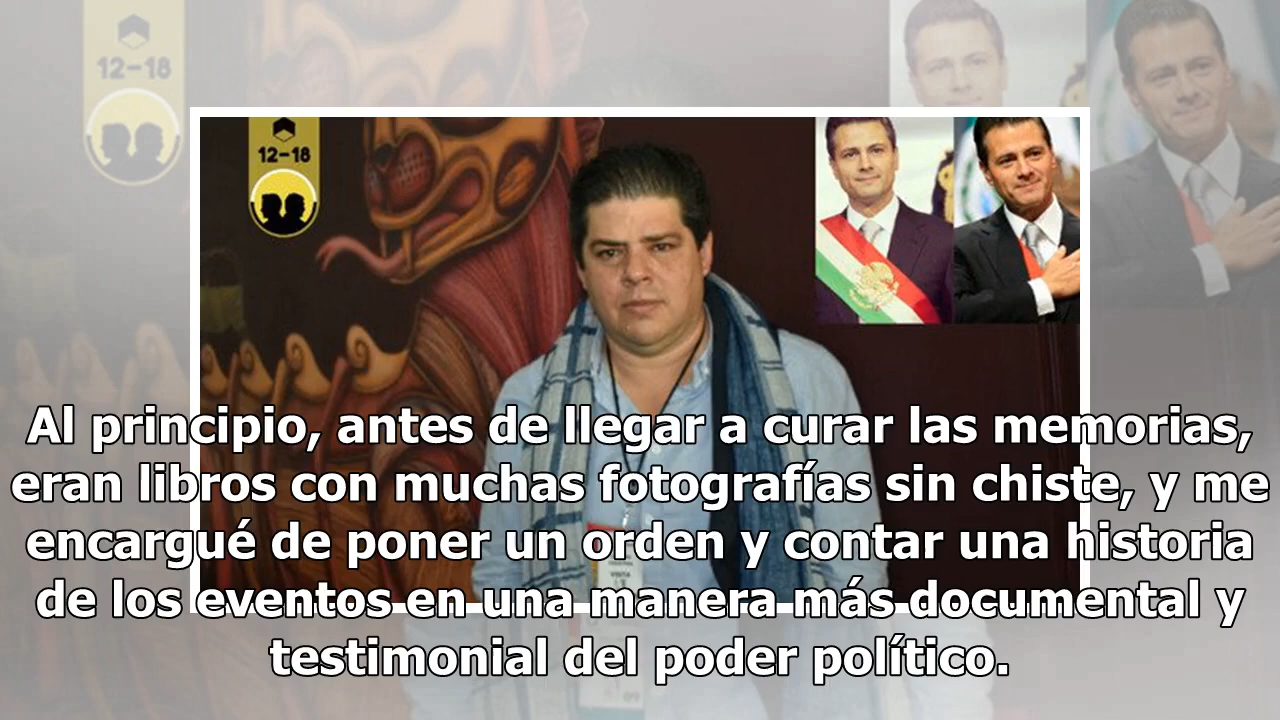 12-18
12-18
Al principio, antes de llegar a curar las memorias,
eran libros con muchas fotografías sin chiste, y me
encargué de poner un orden y contar una historia
de los eventos en una manera más documental y
testimonial del poder político.